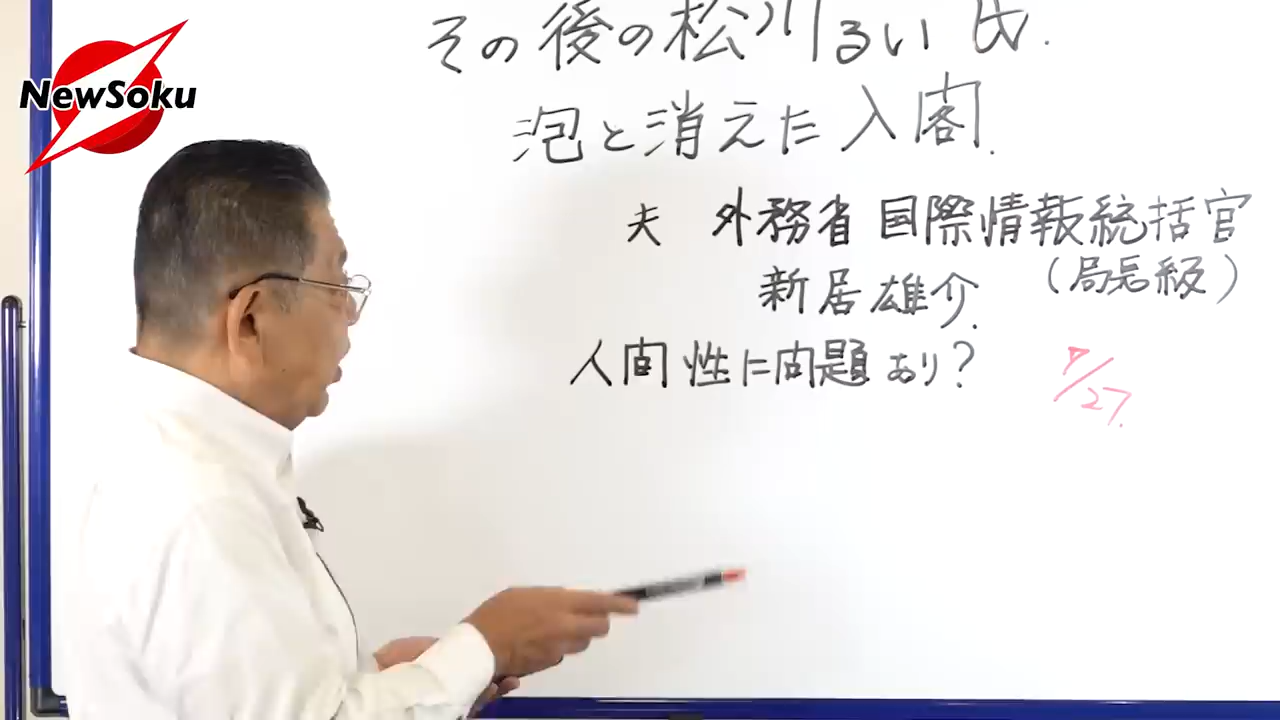 NewSoku
その後の松川るい氏.
泡と消えた入閣.
夫 外務省 国際情報統括官
新居雄介. (局長級)
人間性に問題あり?
7/27.